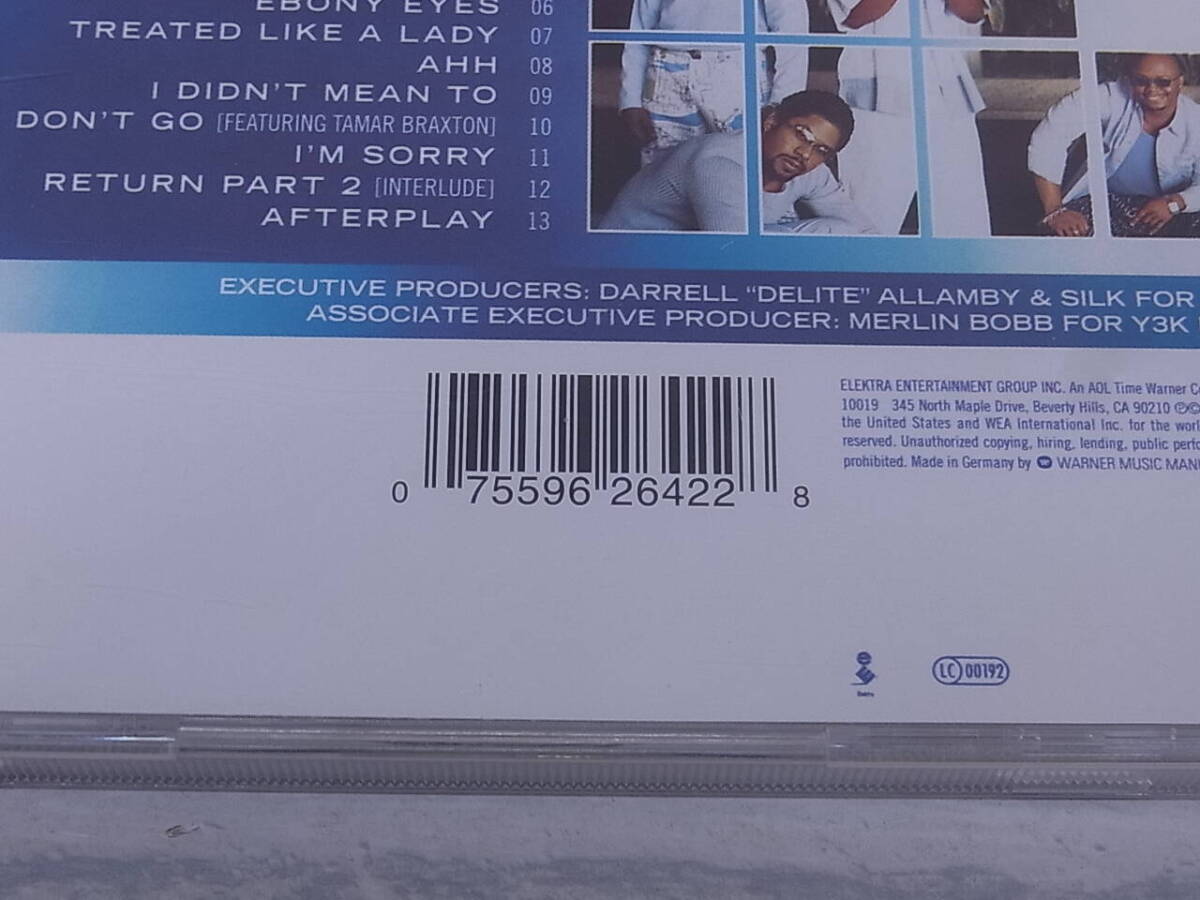 EBONY EYES 06
TREATED LIKE A LADY 07
AHH 08
I DIDN'T MEAN TO 09
DON'T GO [FEATURING TAMAR BRAXTON] 10
I'M SORRY 11
RETURN PART 2 [INTERLUDE] 12
AFTERPLAY 13
EXECUTIVE PRODUCERS: DARRELL "DELITE" ALLAMBY & SILK FOR
ASSOCIATE EXECUTIVE PRODUCER: MERLIN BOBB FOR Y3K
0 75596 26422 8
ELEKTRA ENTERTAINMENT GROUP INC. An AOL Time Warner
10019 345 North Maple Drive, Beverly Hills, CA 90210 ℗©
the United States and WEA International Inc. for the
reserved. Unauthorized copying, hiring, lending, public
prohibited. Made in Germany by WARNER MUSIC
Elektra
LC 00192